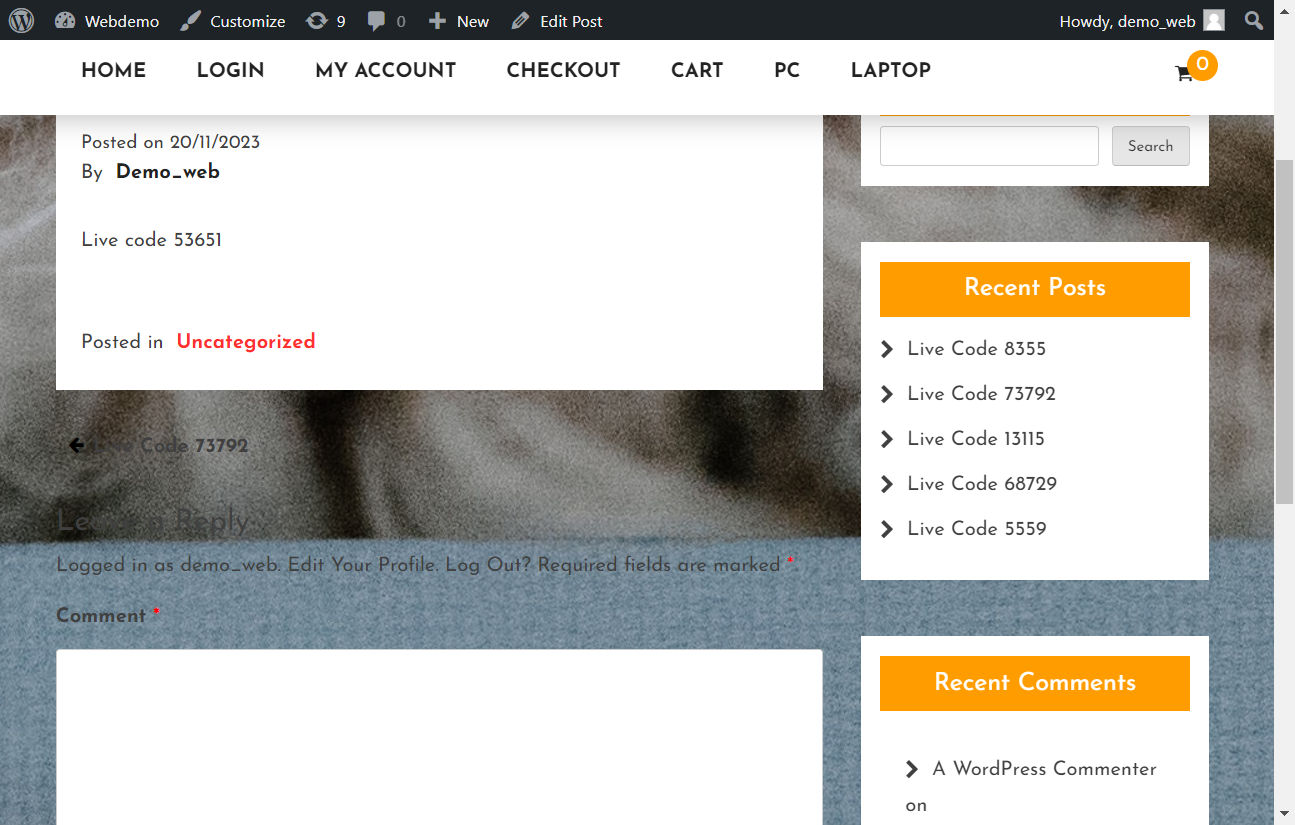 Webdemo Customize 9 0 New Edit Post Howdy, demo_web
HOME LOGIN MY ACCOUNT CHECKOUT CART PC LAPTOP 0
Posted on 20/11/2023
By Demo_web
Live code 53651
Posted in Uncategorized
Live Code 73792
Leave a Reply
Logged in as demo_web. Edit Your Profile. Log Out? Required fields are marked *
Comment *
Search
Recent Posts
Live Code 8355
Live Code 73792
Live Code 13115
Live Code 68729
Live Code 5559
Recent Comments
A WordPress Commenter
on